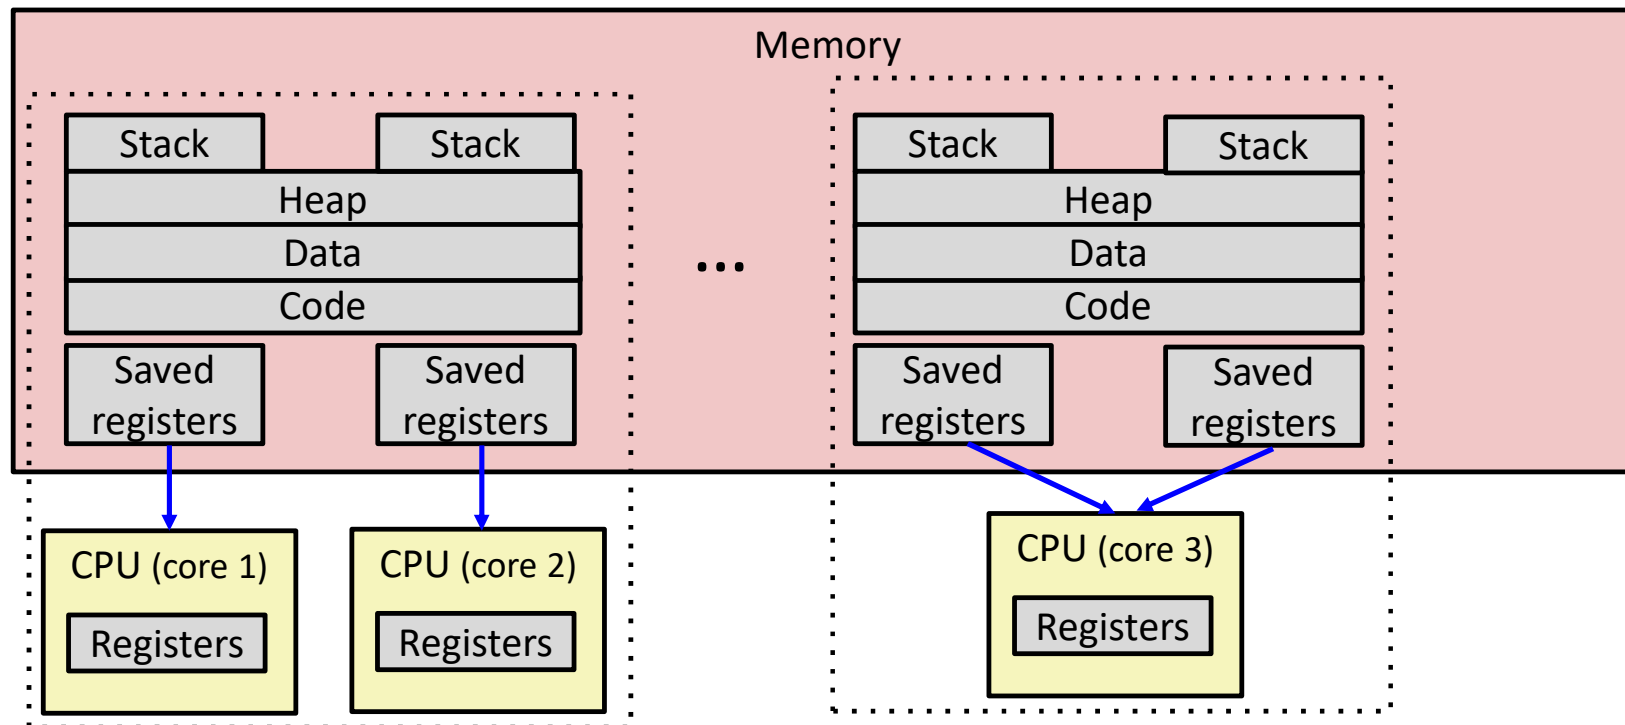 Memory
Stack
Stack
Heap
Data
Code
Saved
registers
Saved
registers
CPU (core 1)
Registers
CPU (core 2)
Registers
...
Stack
Stack
Heap
Data
Code
Saved
registers
Saved
registers
CPU (core 3)
Registers